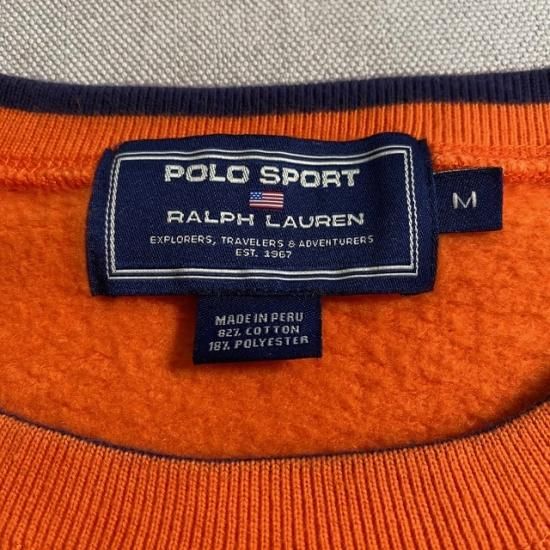 POLO SPORT
RALPH LAUREN
EXPLORERS, TRAVELERS & ADVENTURERS
EST. 1967
M
MADE IN PERU
82% COTTON
18% POLYESTER